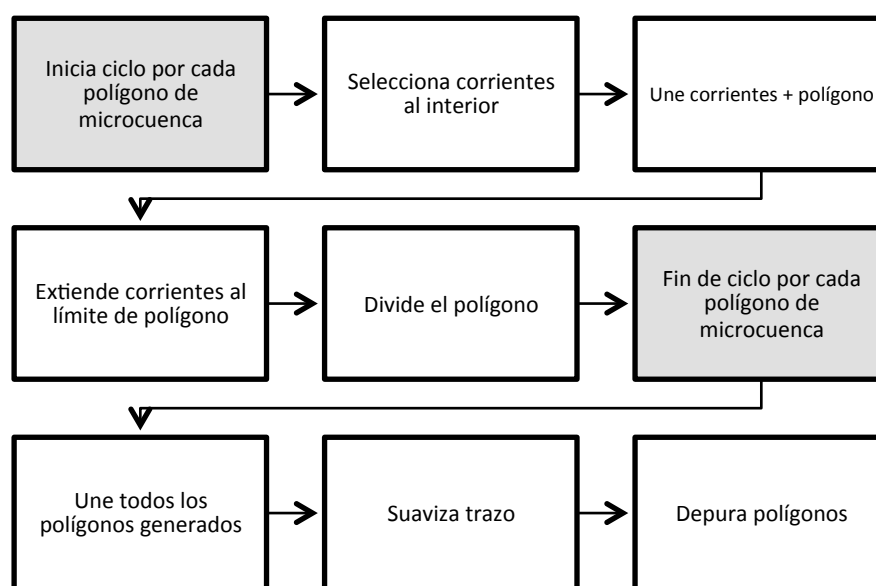 Inicia ciclo por cada
polígono de
microcuenca
Selecciona corrientes
al interior
Une corrientes + polígono
Extiende corrientes al
límite de polígono
Divide el polígono
Fin de ciclo por cada
polígono de
microcuenca
Une todos los
polígonos generados
Suaviza trazo
Depura polígonos